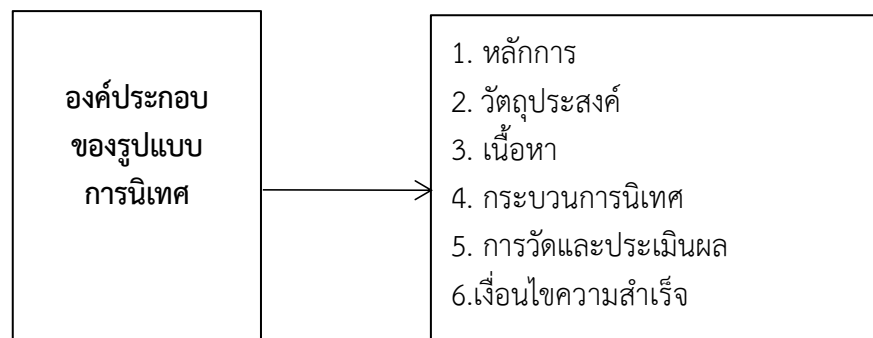 องค์ประกอบ
ของรูปแบบ
การนิเทศ
1. หลักการ
2. วัตถุประสงค์
3. เนื้อหา
4. กระบวนการนิเทศ
5. การวัดและประเมินผล
6.เงื่อนไขความสำเร็จ